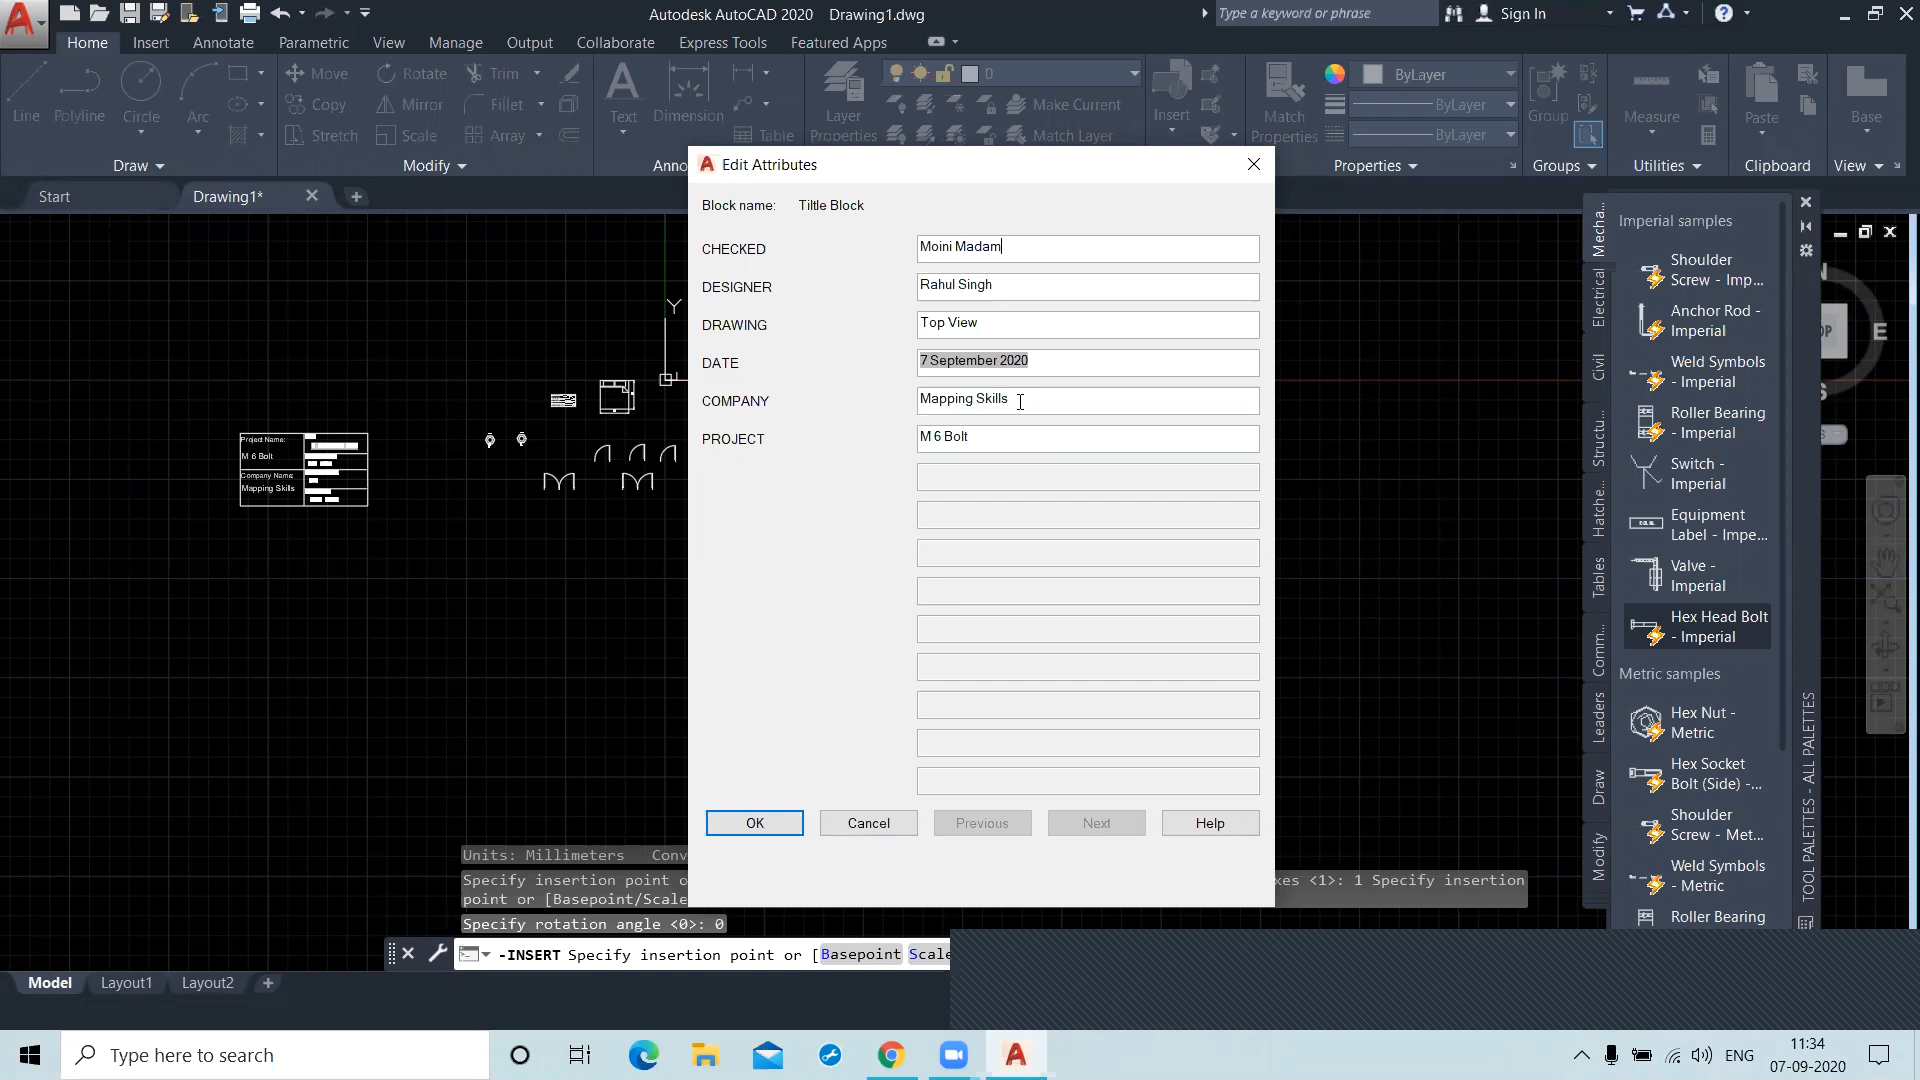 Autodesk AutoCAD 2020 Drawing1.dwg
Type a keyword or phrase
Sign In
Home Insert Annotate Parametric View Manage Output Collaborate Express Tools Featured Apps
Line Polyline Circle Arc
Move Rotate Trim
Copy Mirror Fillet
Stretch Scale Array
Text Dimension
Table
Layer
Properties
0
Make Current
Match Layer
Insert
Match
Properties
ByLayer
ByLayer
ByLayer
Group
Measure
Paste
Base
Draw Modify Anno Properties Groups Utilities Clipboard View
Start Drawing1*
Edit Attributes
Block name: Tiltle Block
CHECKED Moini Madam
DESIGNER Rahul Singh
DRAWING Top View
DATE 7 September 2020
COMPANY Mapping Skills
PROJECT M 6 Bolt
OK Cancel Previous Next Help
Project Name:
M 6 Bolt
Company Name:
Mapping Skills
Y
OP
E
S
Mecha...
Electrical
Civil
Structu...
Hatche...
Tables
Comm...
Leaders
Draw
Modify
Imperial samples
Shoulder
Screw - Imp...
Anchor Rod -
Imperial
Weld Symbols
- Imperial
Roller Bearing
- Imperial
Switch -
Imperial
Equipment
Label - Impe...
Valve -
Imperial
Hex Head Bolt
- Imperial
Metric samples
Hex Nut -
Metric
Hex Socket
Bolt (Side) -...
Shoulder
Screw - Met...
Weld Symbols
- Metric
Roller Bearing
TOOL PALETTES - ALL PALETTES
Units: Millimeters Conv
Specify insertion point o xes <1>: 1 Specify insertion
point or [Basepoint/Scale
Specify rotation angle <0>: 0
-INSERT Specify insertion point or [Basepoint Scale
Model Layout1 Layout2
Type here to search
ENG
11:34
07-09-2020